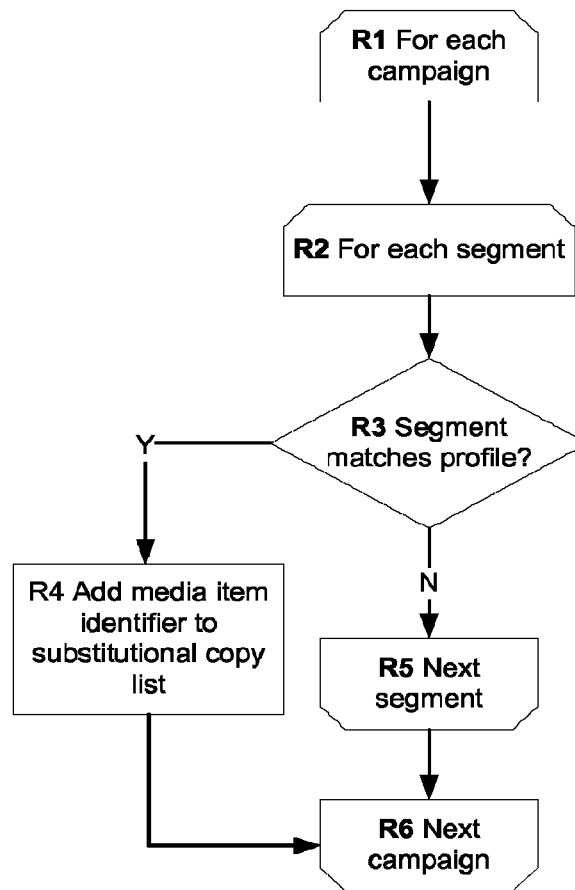 R1 For each
campaign
R2 For each segment
R3 Segment
matches profile?
Y
N
R4 Add media item
identifier to
substitutional copy
list
R5 Next
segment
R6 Next
campaign